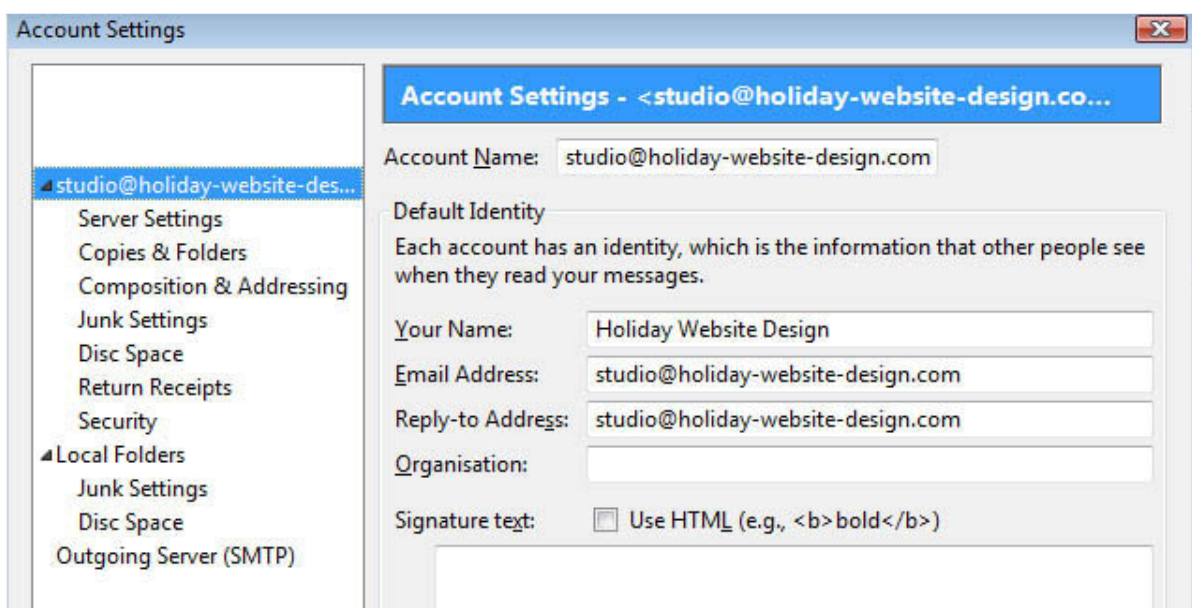 Account Settings
studio@holiday-website-des...
Server Settings
Copies & Folders
Composition & Addressing
Junk Settings
Disc Space
Return Receipts
Security
Local Folders
Junk Settings
Disc Space
Outgoing Server (SMTP)
Account Settings - <studio@holiday-website-design.co...
Account Name: studio@holiday-website-design.com
Default Identity
Each account has an identity, which is the information that other people see
when they read your messages.
Your Name: Holiday Website Design
Email Address: studio@holiday-website-design.com
Reply-to Address: studio@holiday-website-design.com
Organisation:
Signature text: Use HTML (e.g., <b>bold</b>)